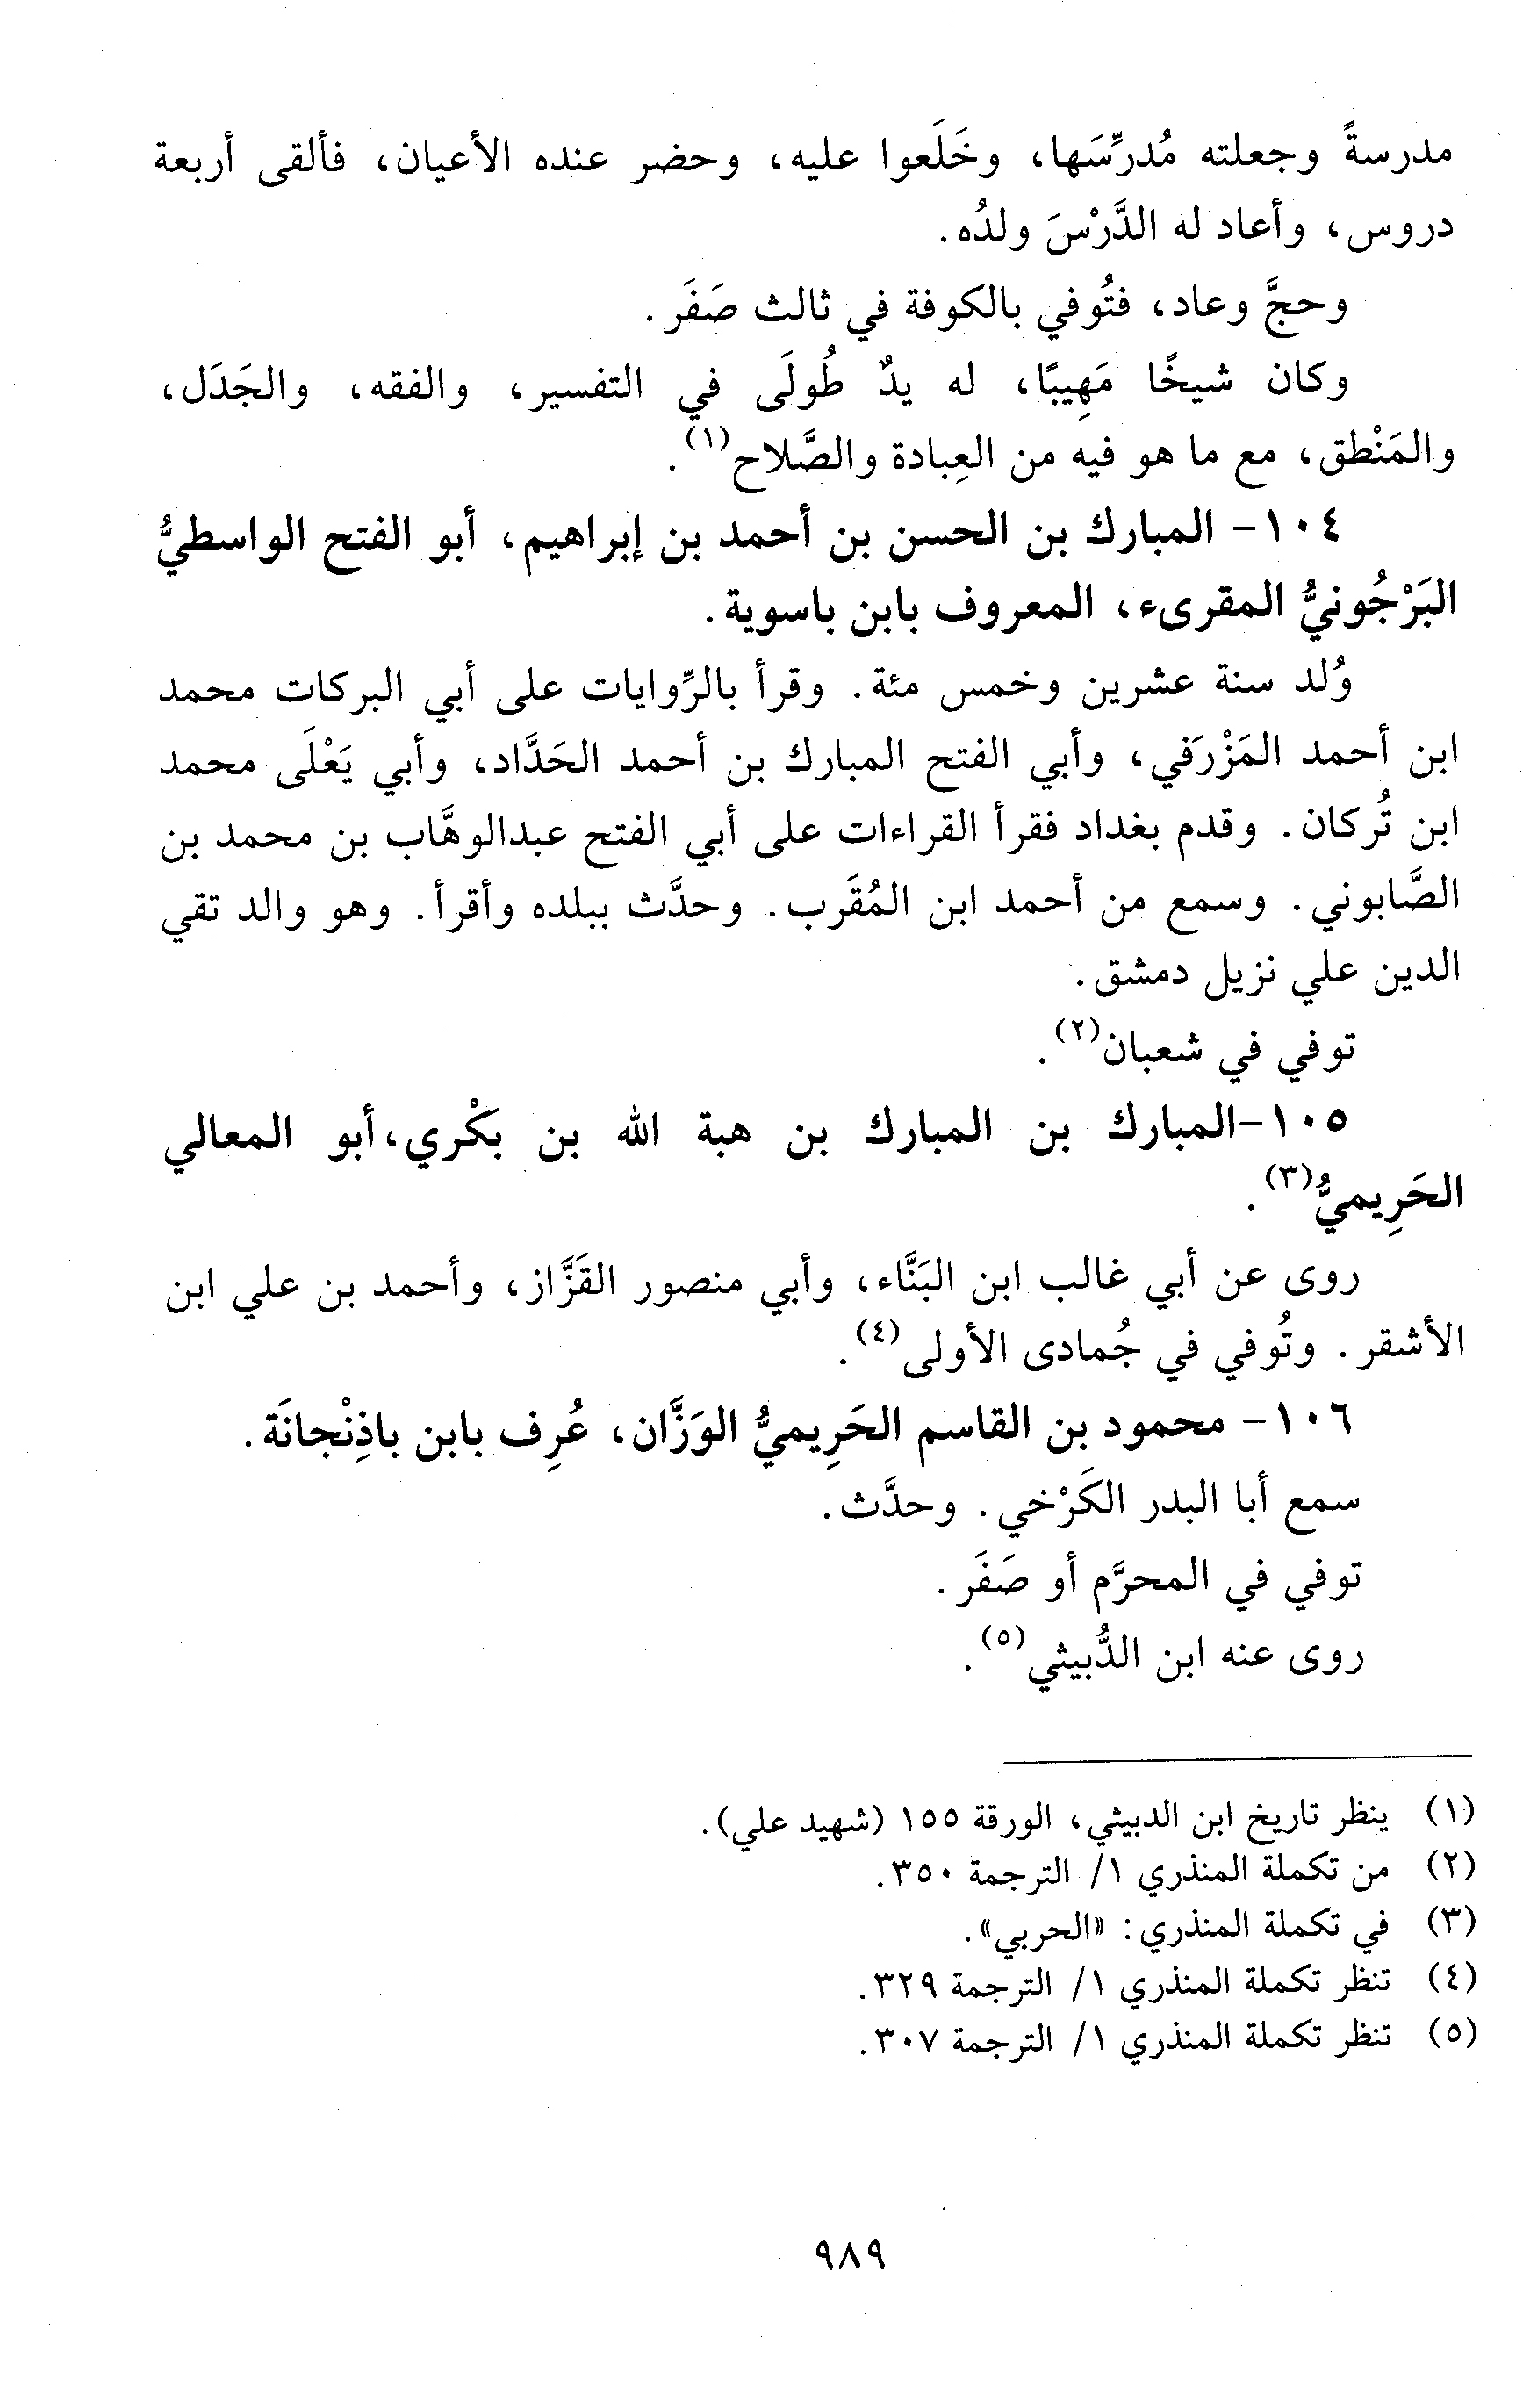 مدرسةً وجعلته مُدرِّسَها، وخَلَعوا عليه، وحضر عنده الأعيان، فألقى أربعة
دروس، وأعاد له الدَّرْسَ ولدُه.
وحجَّ وعاد، فتُوفي بالكوفة في ثالث صَفَر.
وكان شيخًا مَهِيبًا، له يدٌ طُولَى في التفسير، والفقه، والجَدَل،
والمَنْطق، مع ما هو فيه من العِبادة والصَّلاح(١).
١٠٤- المبارك بن الحسن بن أحمد بن إبراهيم، أبو الفتح الواسطيُّ
البَرْجُونيُّ المقرىء، المعروف بابن باسوية.
وُلد سنة عشرين وخمس مئة. وقرأ بالرِّوايات على أبي البركات محمد
ابن أحمد المَزْرَفي، وأبي الفتح المبارك بن أحمد الحَدَّاد، وأبي يَعْلَى محمد
ابن تُركان. وقدم بغداد فقرأ القراءات على أبي الفتح عبدالوهَّاب بن محمد بن
الصَّابوني. وسمع من أحمد ابن المُقَرب. وحدَّث ببلده وأقرأ. وهو والد تقي
الدين علي نزيل دمشق.
توفي في شعبان(٢).
١٠٥-المبارك بن المبارك بن هبة الله بن بكْري،أبو المعالي
الحَرِيميُّ(٣).
روى عن أبي غالب ابن البَنَّاء، وأبي منصور القَزَّاز، وأحمد بن علي ابن
الأشقر. وتُوفي في جُمادى الأولى(٤).
١٠٦- محمود بن القاسم الحَرِيميُّ الوَزَّان، عُرِف بابن باذِنْجانَة.
سمع أبا البدر الكَرْخي. وحدَّث.
توفي في المحرَّم أو صَفَر.
روى عنه ابن الدُّبيثي(٥).
(١) ينظر تاريخ ابن الدبيثي، الورقة ١٥٥ (شهيد علي).
(٢) من تكملة المنذري ١/ الترجمة ٣٥٠.
(٣) في تكملة المنذري: «الحربي».
(٤) تنظر تكملة المنذري ١/ الترجمة ٣٢٩.
(٥) تنظر تكملة المنذري ١/ الترجمة ٣٠٧.
٩٨٩